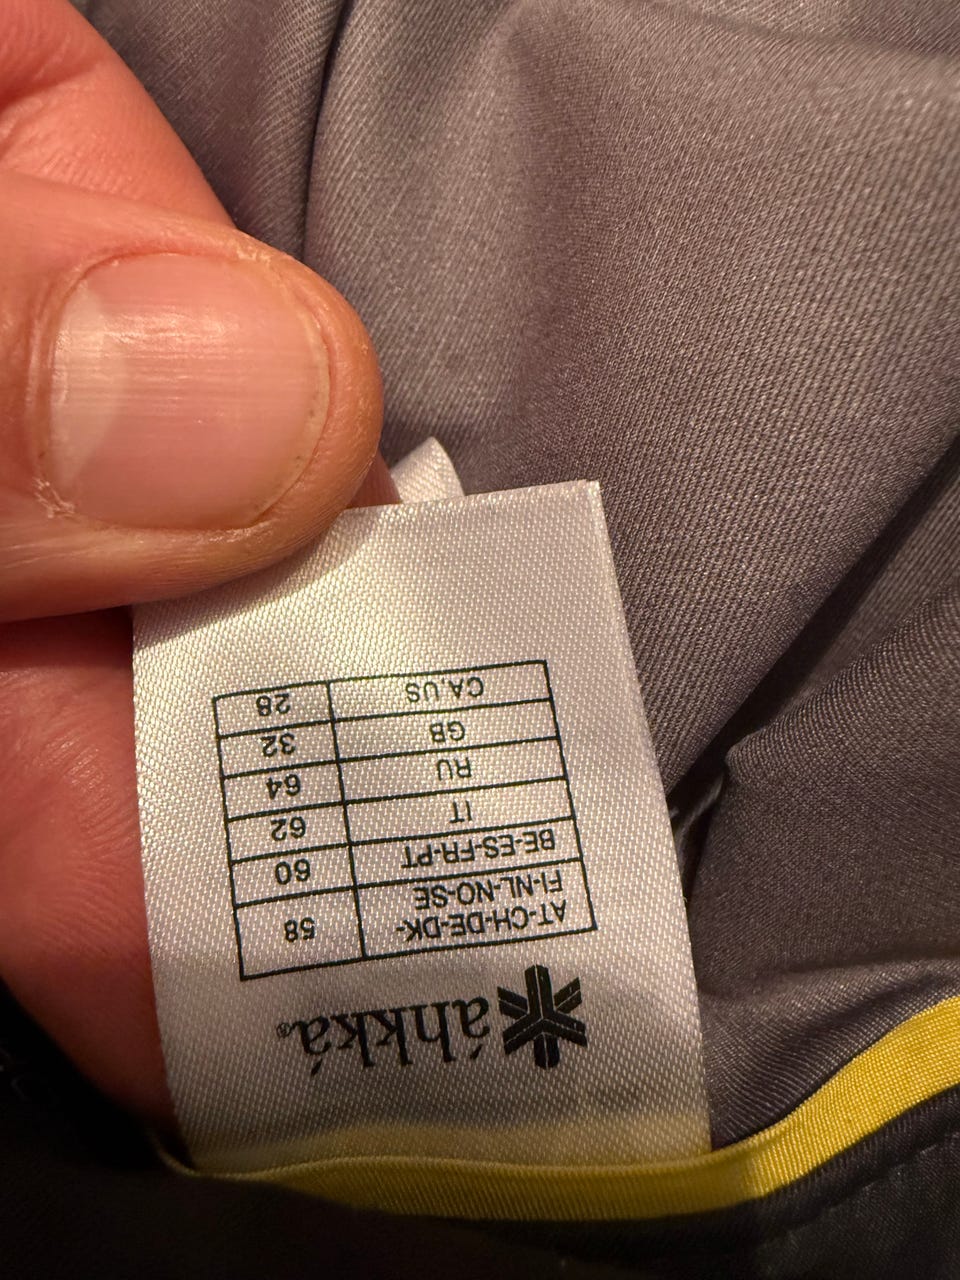 áhkká®
AT-CH-DE-DK-
FI-NL-NO-SE 58
BE-ES-FR-PT 60
IT 62
RU 64
GB 32
CA.US 28